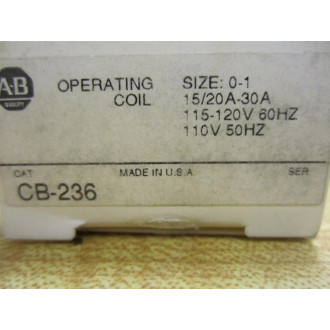 A-B
QUALITY
OPERATING
COIL
SIZE: 0-1
15/20A-30A
115-120V 60HZ
110V 50HZ
CAT
MADE IN U.S.A.
SER
CB-236